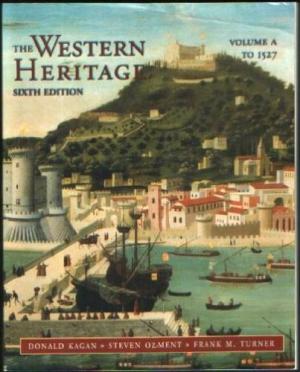 THE WESTERN
HERITAGE
SIXTH EDITION
VOLUME A
TO 1527
DONALD KAGAN • STEVEN OZMENT • FRANK M. TURNER